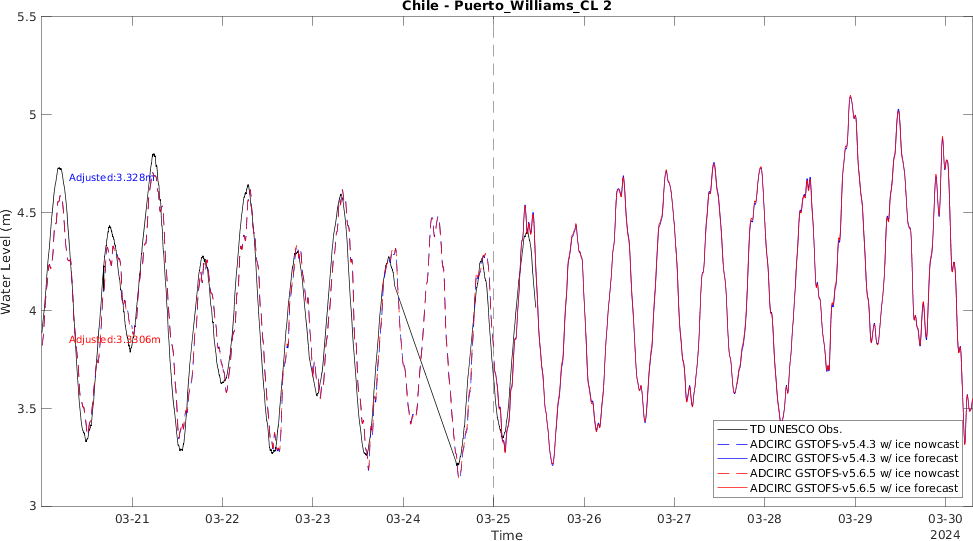 Chile - Puerto_Williams_CL 2
5.5
5
4.5
4
3.5
3
Water Level (m)
Adjusted:3.328m
Adjusted:3.3306m
TD UNESCO Obs.
ADCIRC GSTOFS-v5.4.3 w/ ice nowcast
ADCIRC GSTOFS-v5.4.3 w/ ice forecast
ADCIRC GSTOFS-v5.6.5 w/ ice nowcast
ADCIRC GSTOFS-v5.6.5 w/ ice forecast
03-21 03-22 03-23 03-24 03-25 03-26 03-27 03-28 03-29 03-30
Time
2024